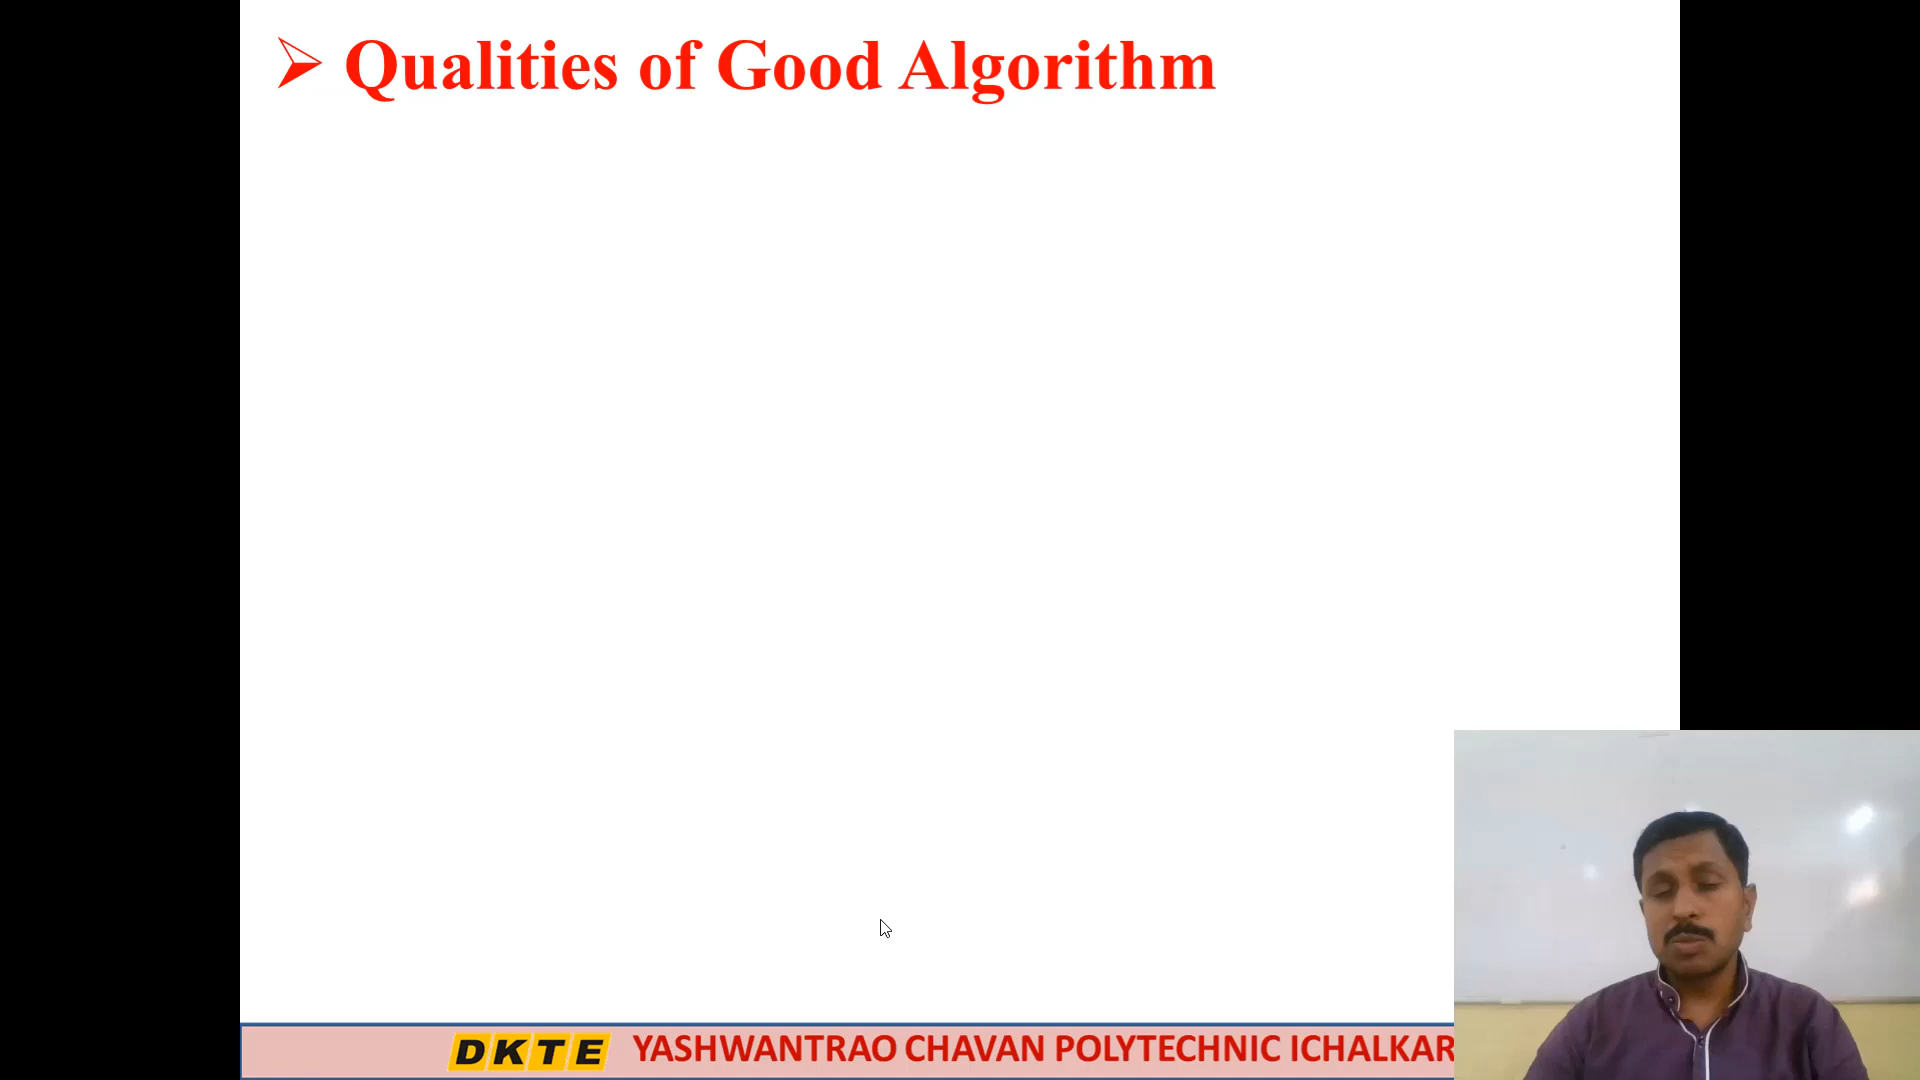 Qualities of Good Algorithm
DKTE YASHWANTRAO CHAVAN POLYTECHNIC ICHALKAR